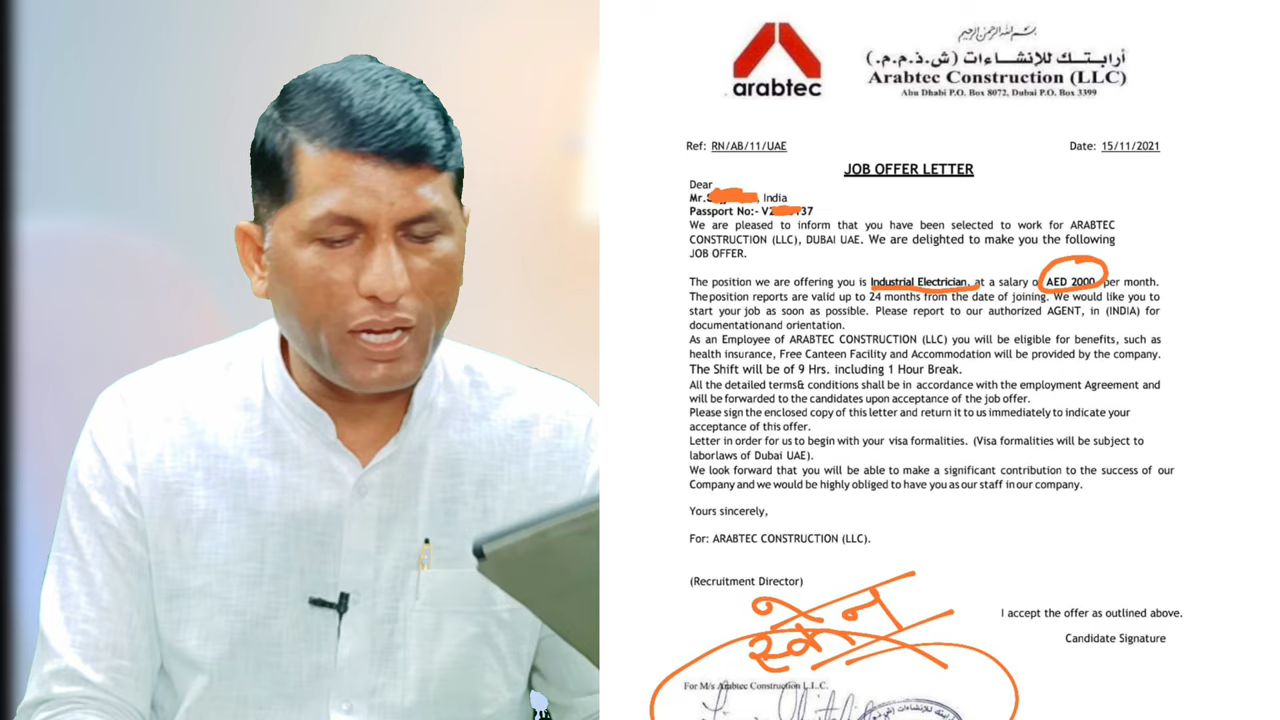 arabtec
أرابتك للإنشاءات (ش.ذ.م.م.)
Arabtec Construction (LLC)
Abu Dhabi P.O. Box 8072, Dubai P.O. Box 3399
Ref: RN/AB/11/UAE Date: 15/11/2021
JOB OFFER LETTER
Dear
Mr. , India
Passport No:- V2 37
We are pleased to inform that you have been selected to work for ARABTEC
CONSTRUCTION (LLC), DUBAI UAE. We are delighted to make you the following
JOB OFFER.
The position we are offering you is Industrial Electrician, at a salary of AED 2000 per month.
Theposition reports are valid up to 24 months from the date of joining. We would like you to
start your job as soon as possible. Please report to our authorized AGENT, in (INDIA) for
documentationand orientation.
As an Employee of ARABTEC CONSTRUCTION (LLC) you will be eligible for benefits, such as
health insurance, Free Canteen Facility and Accommodation will be provided by the company.
The Shift will be of 9 Hrs. including 1 Hour Break.
All the detailed terms& conditions shall be in accordance with the employment Agreement and
will be forwarded to the candidates upon acceptance of the job offer.
Please sign the enclosed copy of this letter and return it to us immediately to indicate your
acceptance of this offer.
Letter in order for us to begin with your visa formalities. (Visa formalities will be subject to
laborlaws of Dubai UAE).
We look forward that you will be able to make a significant contribution to the success of our
Company and we would be highly obliged to have you as our staff in our company.
Yours sincerely,
For: ARABTEC CONSTRUCTION (LLC).
(Recruitment Director)
I accept the offer as outlined above.
Candidate Signature
For M/s Arabtec Construction L.L.C.